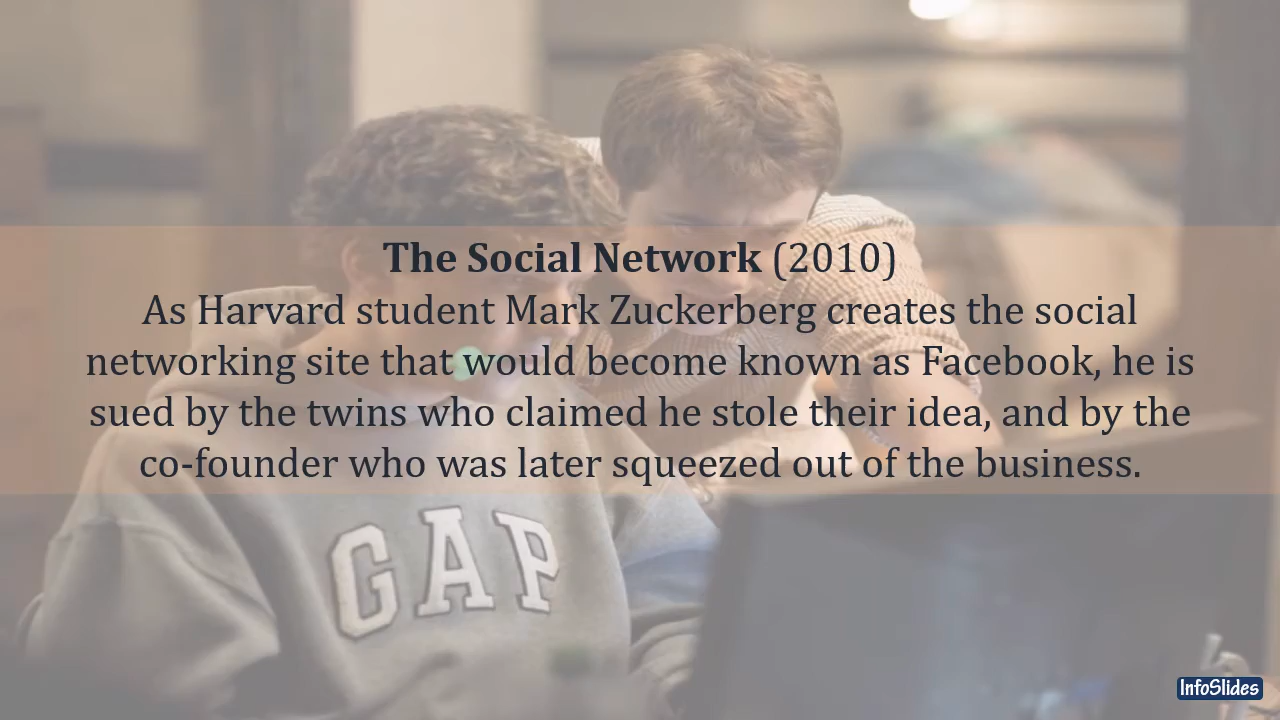 The Social Network (2010)
As Harvard student Mark Zuckerberg creates the social
networking site that would become known as Facebook, he is
sued by the twins who claimed he stole their idea, and by the
co-founder who was later squeezed out of the business.
GAP
InfoSlides